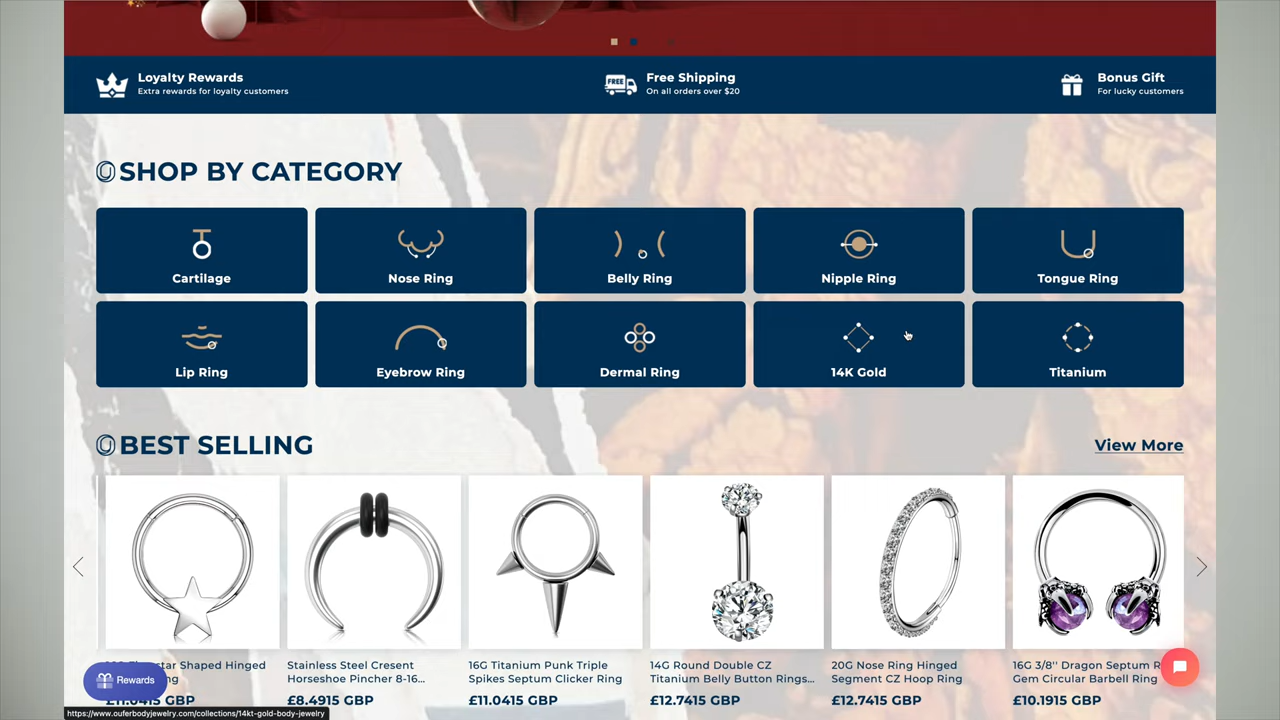 Loyalty Rewards
Extra rewards for loyalty customers
FREE
Free Shipping
On all orders over $20
Bonus Gift
For lucky customers
SHOP BY CATEGORY
Cartilage
Nose Ring
Belly Ring
Nipple Ring
Tongue Ring
Lip Ring
Eyebrow Ring
Dermal Ring
14K Gold
Titanium
BEST SELLING
View More
star Shaped Hinged
£11.0415 GBP
Stainless Steel Cresent
Horseshoe Pincher 8-16...
£8.4915 GBP
16G Titanium Punk Triple
Spikes Septum Clicker Ring
£11.0415 GBP
14G Round Double CZ
Titanium Belly Button Rings...
£12.7415 GBP
20G Nose Ring Hinged
Segment CZ Hoop Ring
£12.7415 GBP
16G 3/8'' Dragon Septum R
Gem Circular Barbell Ring
£10.1915 GBP
Rewards
https://www.ouferbodyjewelry.com/collections/14kt-gold-body-jewelry